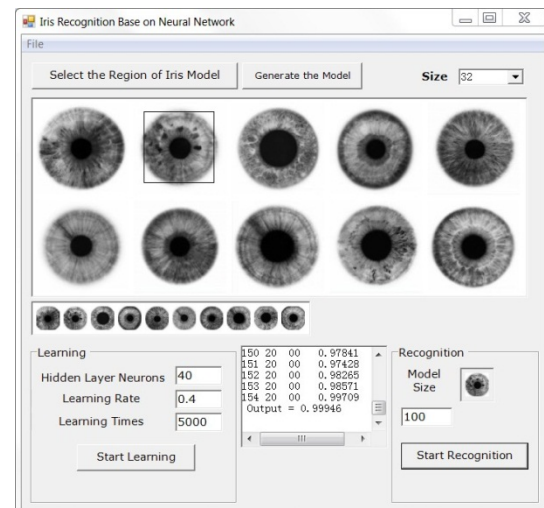 Iris Recognition Base on Neural Network
File
Select the Region of Iris Model
Generate the Model
Size 32
Learning
Hidden Layer Neurons 40
Learning Rate 0.4
Learning Times 5000
Start Learning
150 20 00 0.97841
151 20 00 0.97428
152 20 00 0.98265
153 20 00 0.98571
154 20 00 0.99709
Output = 0.99946
Recognition
Model
Size
100
Start Recognition